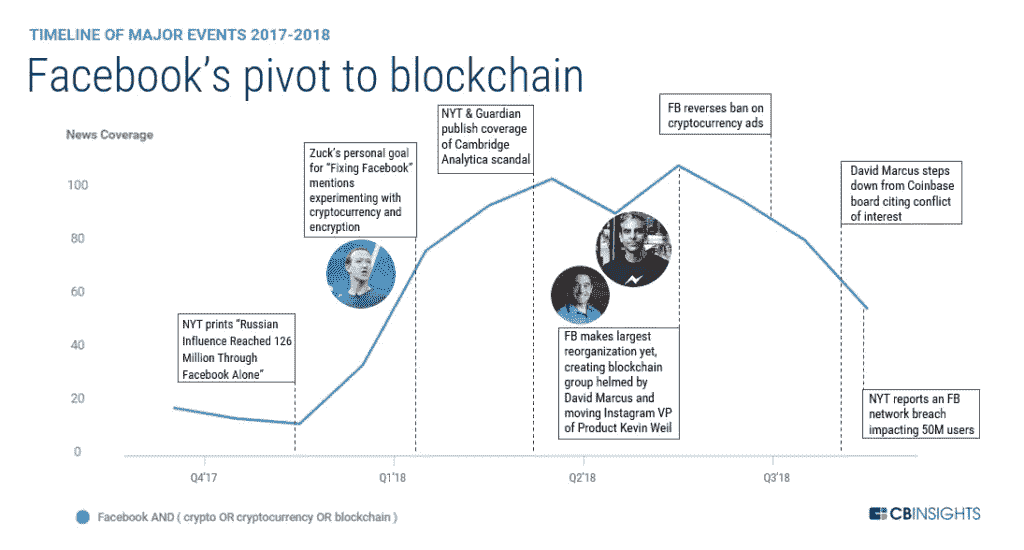 TIMELINE OF MAJOR EVENTS 2017-2018
Facebook's pivot to blockchain
News Coverage
100
80
60
40
20
0
NYT prints "Russian
Influence Reached 126
Million Through
Facebook Alone"
Zuck's personal goal
for "Fixing Facebook"
mentions
experimenting with
cryptocurrency and
encryption
NYT & Guardian
publish coverage
of Cambridge
Analytica scandal
FB makes largest
reorganization yet,
creating blockchain
group helmed by
David Marcus and
moving Instagram VP
of Product Kevin Weil
FB reverses ban on
cryptocurrency ads
David Marcus steps
down from Coinbase
board citing conflict
of interest
NYT reports an FB
network breach
impacting 50M users
Q4'17
Q1'18
Q2'18
Q3'18
Facebook AND ( crypto OR cryptocurrency OR blockchain )
CBINSIGHTS